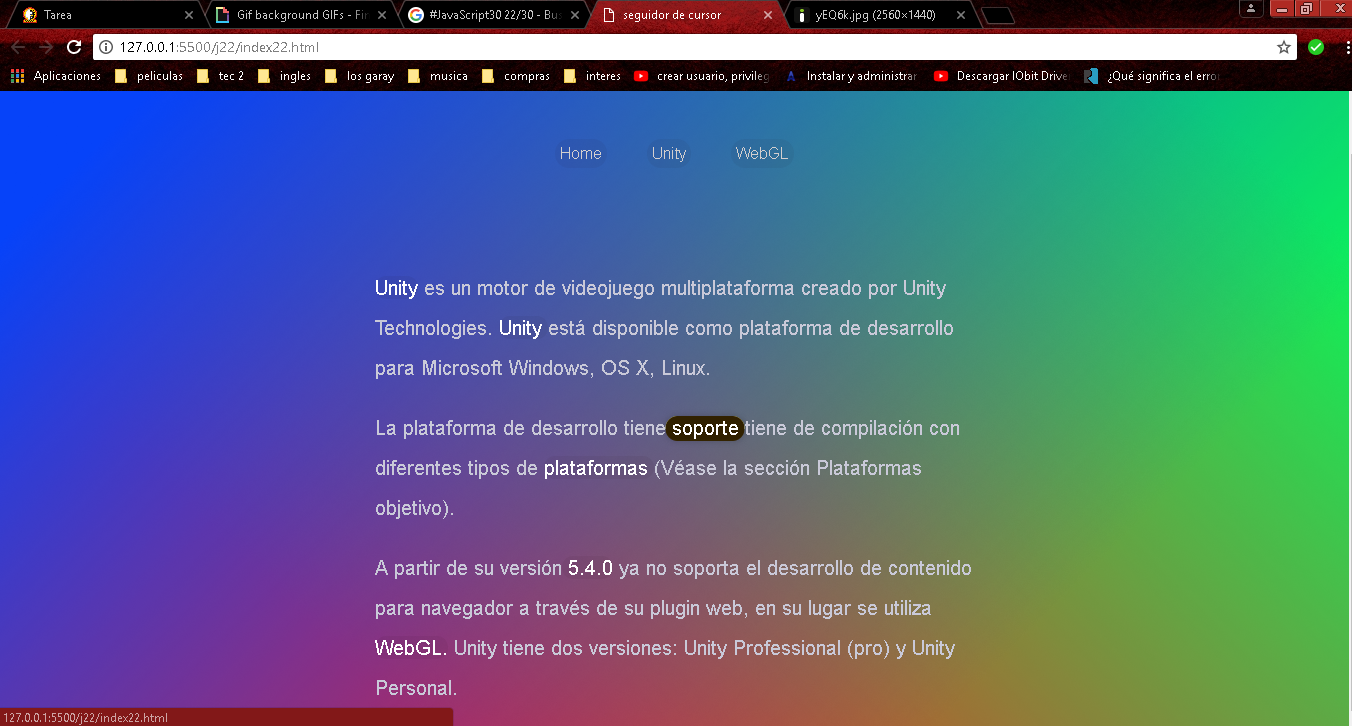 Tarea
Gif background GIFs - Fin
#JavaScript30 22/30 - Bus
seguidor de cursor
yEQ6k.jpg (2560×1440)
127.0.0.1:5500/j22/index22.html
Aplicaciones
peliculas
tec 2
ingles
los garay
musica
compras
interes
crear usuario, privileg
Instalar y administrar
Descargar IObit Drive
¿Qué significa el erro
Home
Unity
WebGL
Unity es un motor de videojuego multiplataforma creado por Unity
Technologies. Unity está disponible como plataforma de desarrollo
para Microsoft Windows, OS X, Linux.
La plataforma de desarrollo tiene soporte tiene de compilación con
diferentes tipos de plataformas (Véase la sección Plataformas
objetivo).
A partir de su versión 5.4.0 ya no soporta el desarrollo de contenido
para navegador a través de su plugin web, en su lugar se utiliza
WebGL. Unity tiene dos versiones: Unity Professional (pro) y Unity
Personal.
127.0.0.1:5500/j22/index22.html